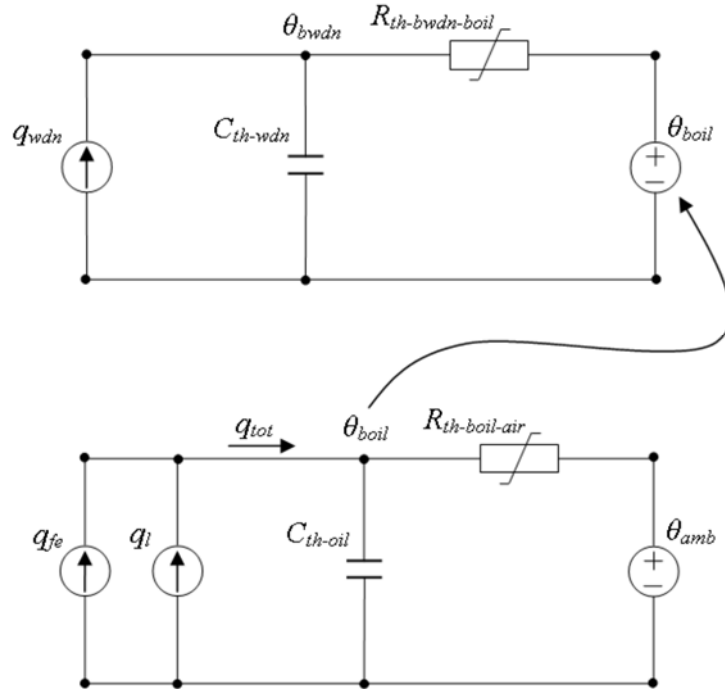 θbwdn
Rth-bwdn-boil
qwdn
Cth-wdn
θboil
+
−
qtot
θboil
Rth-boil-air
qfe
ql
Cth-oil
θamb
+
−